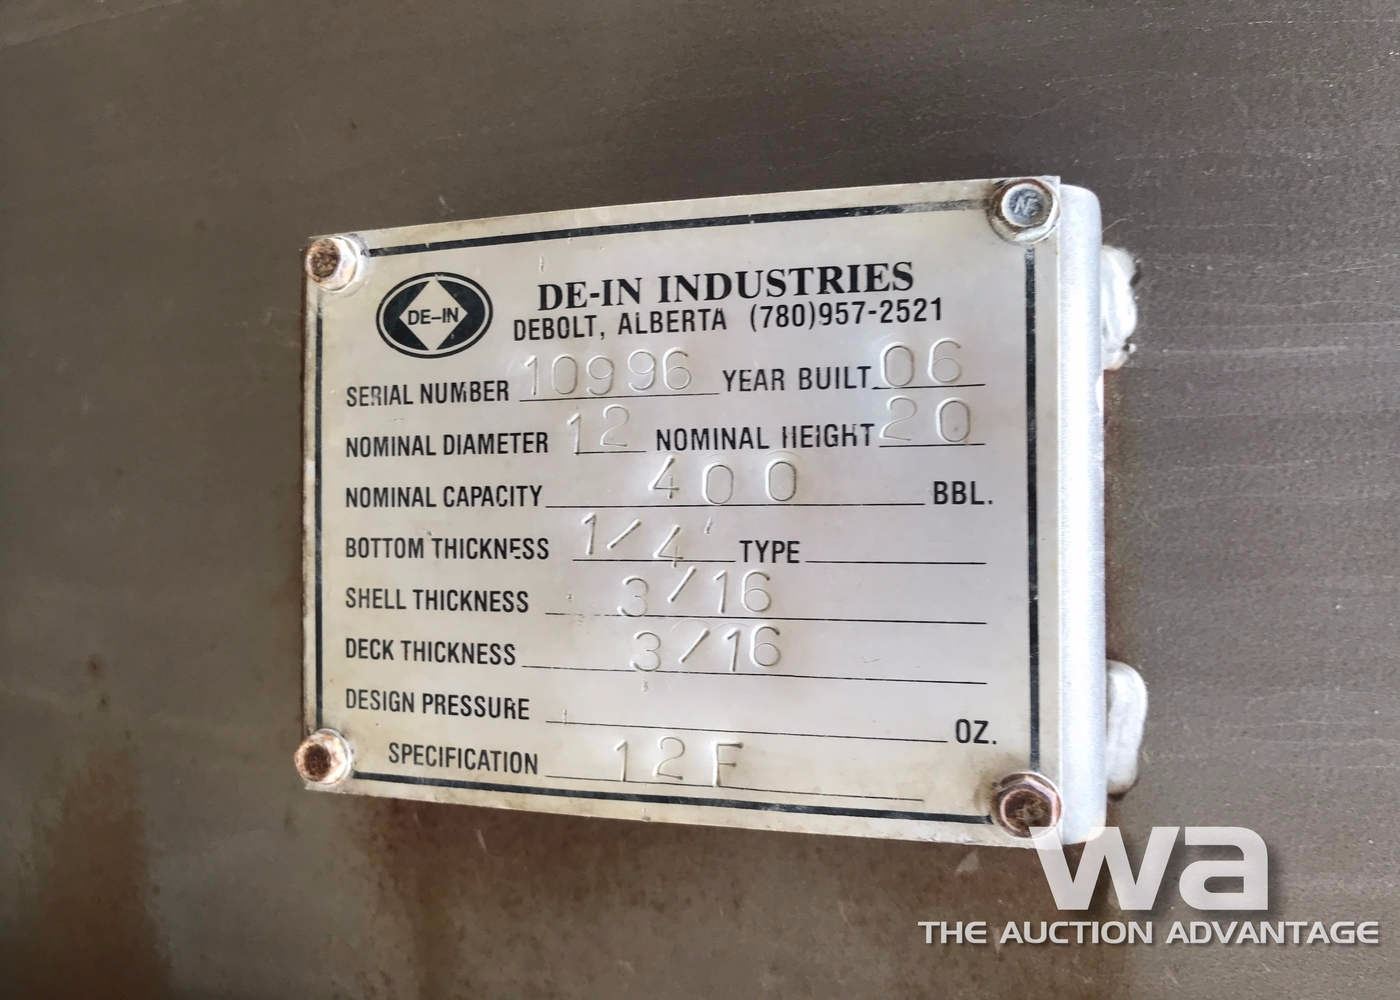 NE
DE-IN
DE-IN INDUSTRIES
DEBOLT, ALBERTA (780)957-2521
SERIAL NUMBER 10996 YEAR BUILT 06
NOMINAL DIAMETER 12 NOMINAL HEIGHT 20
NOMINAL CAPACITY 400 BBL.
BOTTOM THICKNESS 1/4" TYPE
SHELL THICKNESS 3/16
DECK THICKNESS 3/16
DESIGN PRESSURE OZ.
SPECIFICATION 12F
wa
THE AUCTION ADVANTAGE